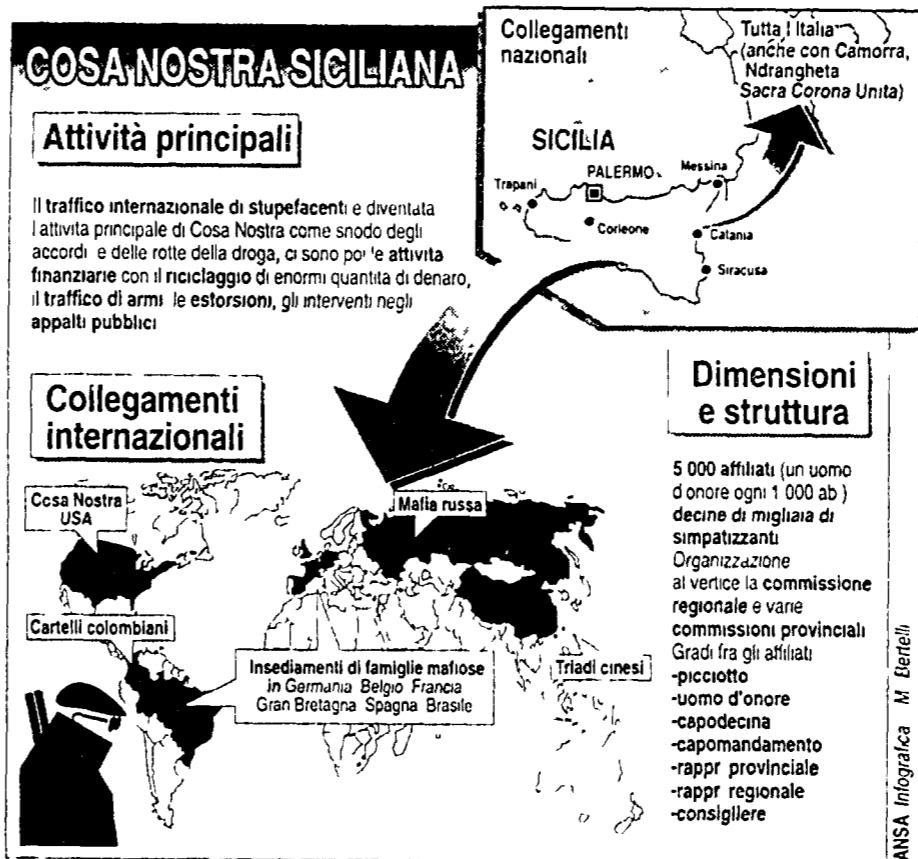 COSA NOSTRA SICILIANA
Attività principali
Il traffico internazionale di stupefacenti e diventata
l attivita principale di Cosa Nostra come snodo degli
accordi e delle rotte della droga, ci sono poi le attivita
finanziarie con il riciclaggio di enormi quantita di denaro,
il traffico di armi le estorsioni, gli interventi negli
appalti pubblici
Collegamenti
nazionali
Tutta l Italia
(anche con Camorra,
Ndrangheta
Sacra Corona Unita)
SICILIA
PALERMO
Messina
Trapani
Corleone
Catania
Siracusa
Collegamenti
internazionali
Cosa Nostra
USA
Mafia russa
Cartelli colombiani
Insediamenti di famiglie mafiose
in Germania Belgio Francia
Gran Bretagna Spagna Brasile
Triadi cinesi
Dimensioni
e struttura
5 000 affiliati (un uomo
d onore ogni 1 000 ab )
decine di migliaia di
simpatizzanti
Organizzazione
al vertice la commissione
regionale e varie
commissioni provinciali
Gradi fra gli affiliati
-picciotto
-uomo d'onore
-capodecina
-capomandamento
-rappr provinciale
-rappr regionale
-consigliere
ANSA Infografica M Bertelli